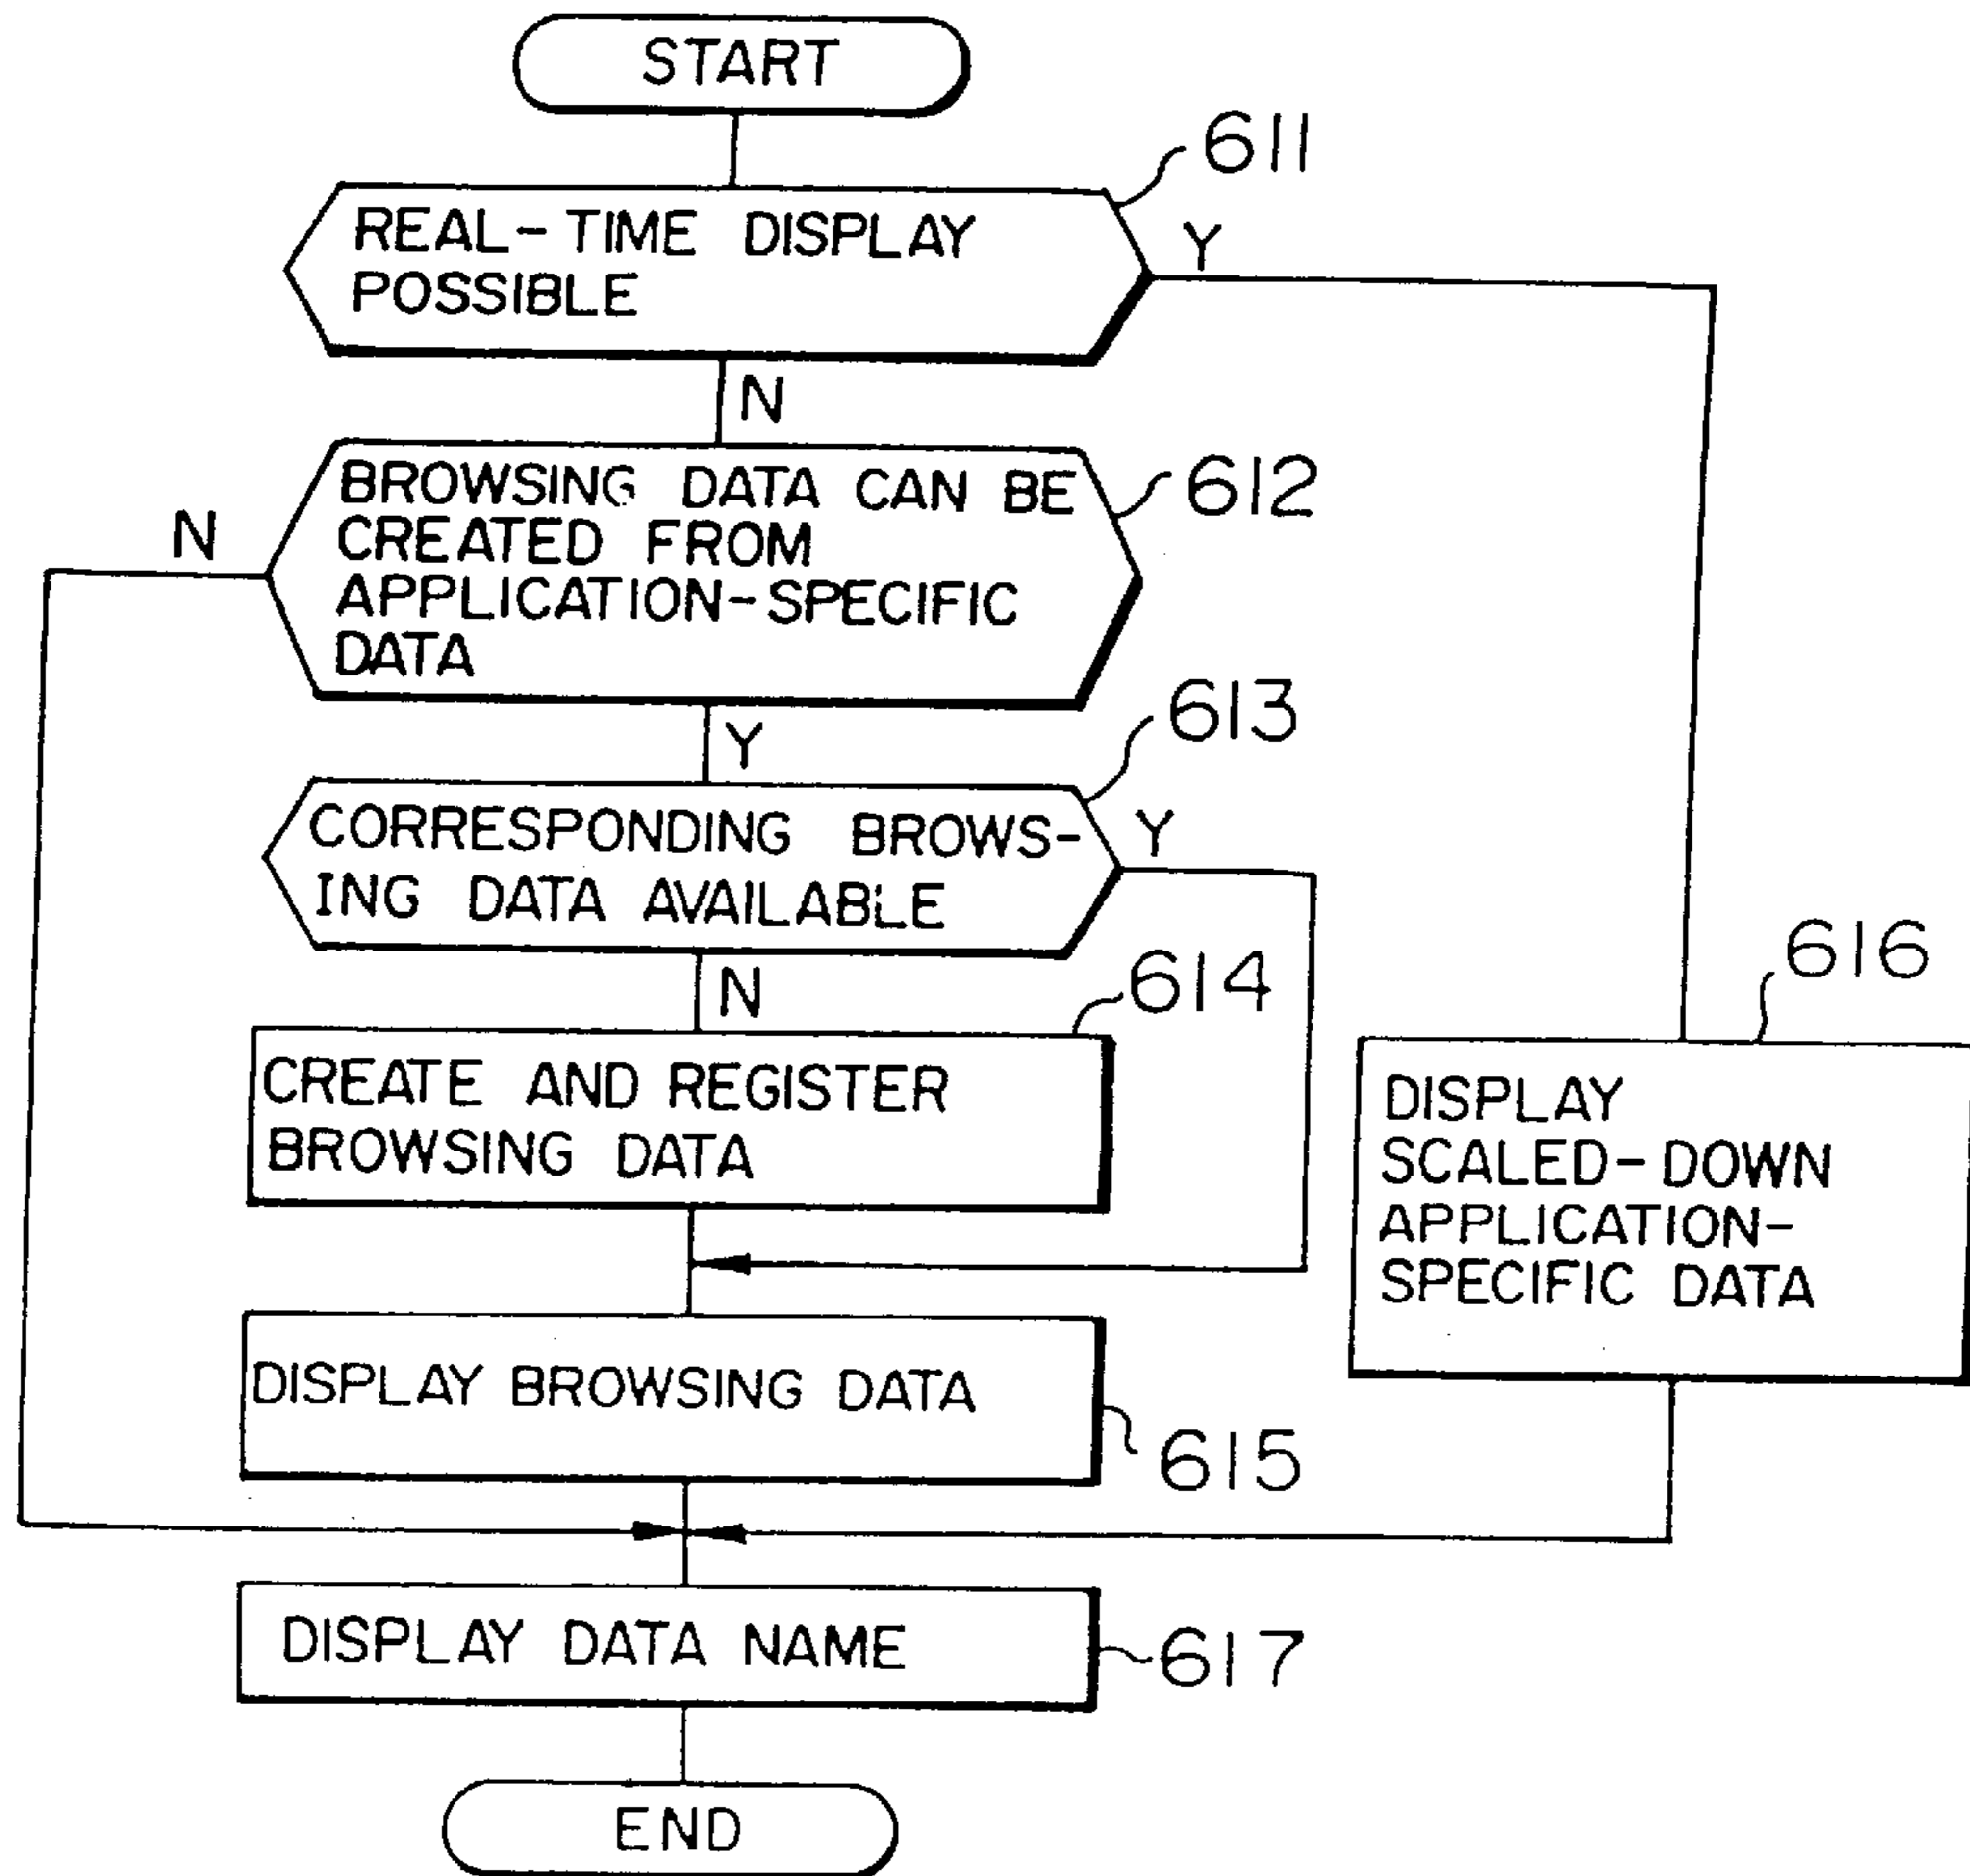 START
611
REAL-TIME DISPLAY
POSSIBLE
Y
N
BROWSING DATA CAN BE
CREATED FROM
APPLICATION-SPECIFIC
DATA
612
N
Y
613
CORRESPONDING BROWS-
ING DATA AVAILABLE
Y
N
614
CREATE AND REGISTER
BROWSING DATA
616
DISPLAY
SCALED-DOWN
APPLICATION-
SPECIFIC DATA
DISPLAY BROWSING DATA
615
DISPLAY DATA NAME
617
END